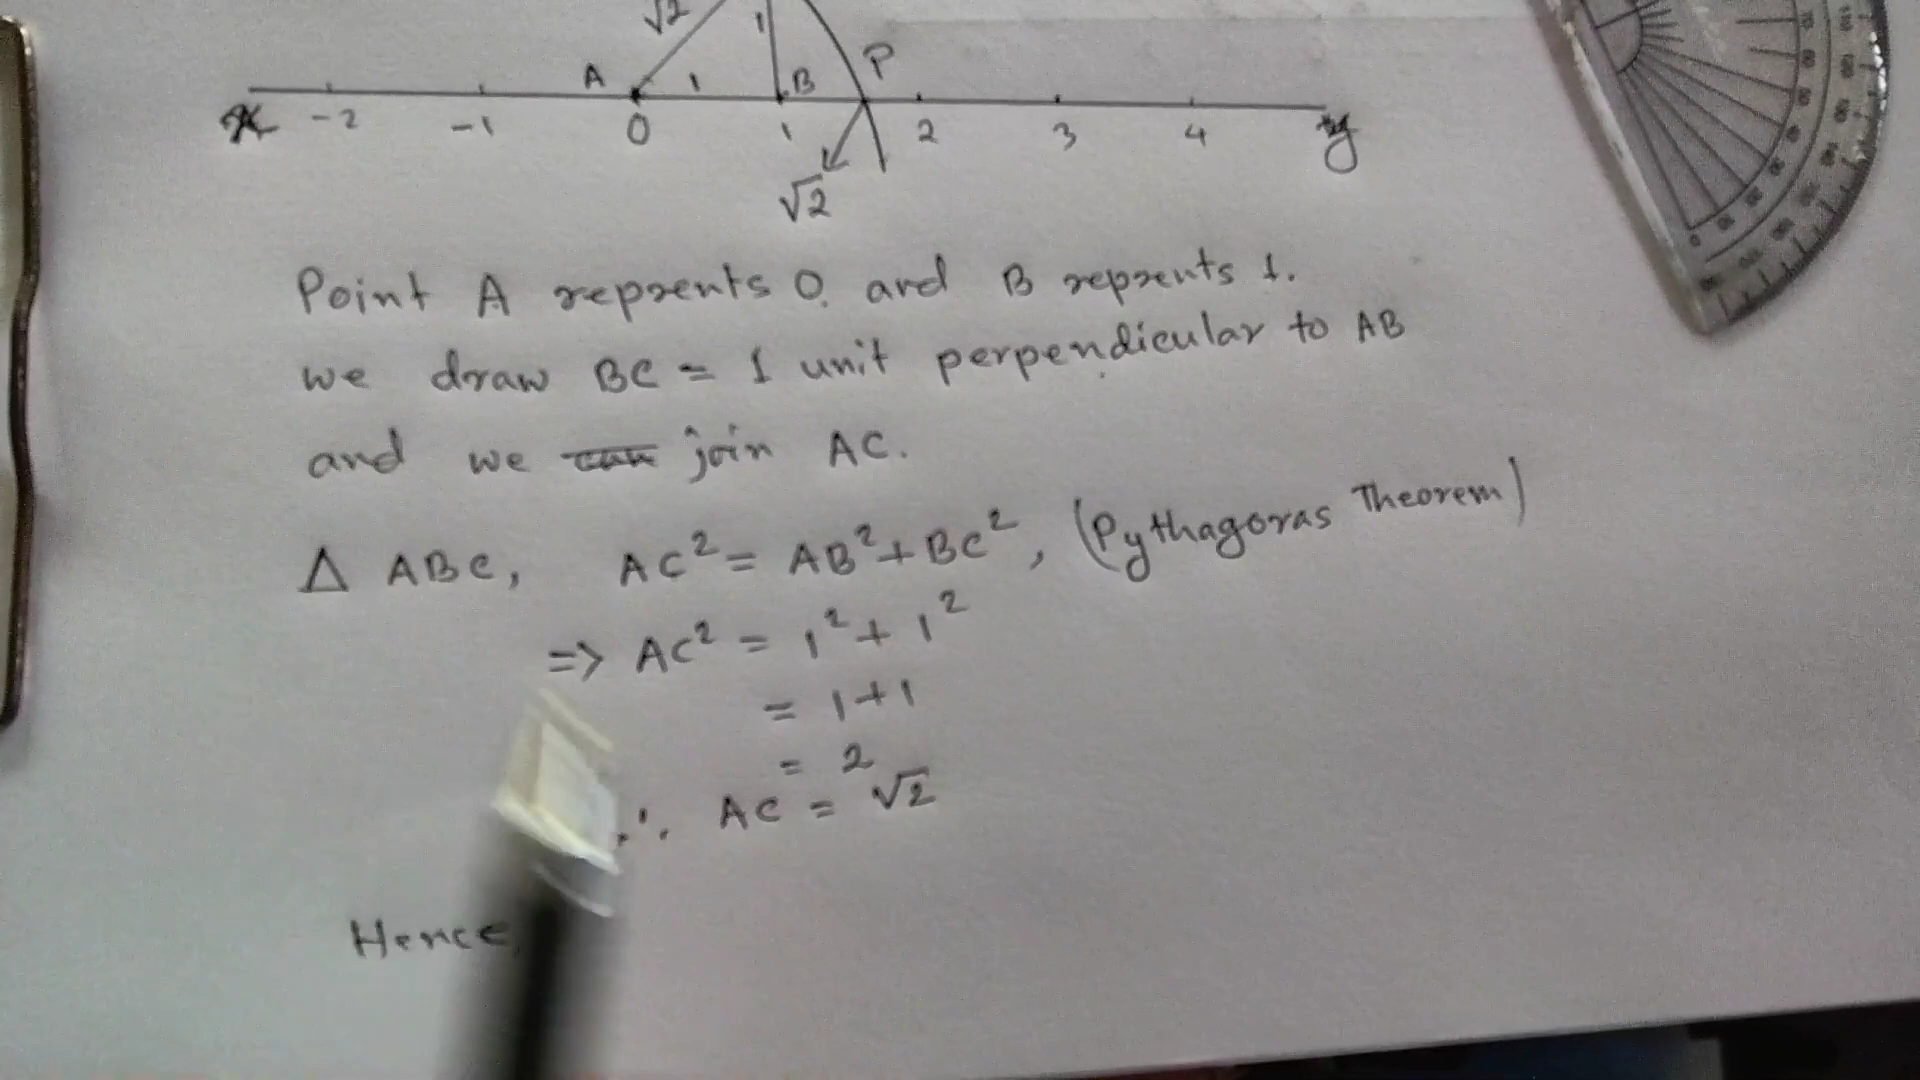 √2 1
A 1 B P
x -2 -1 0 1 2 3 4 y
√2
Point A reprents 0. and B reprents 1.
we draw BC = 1 unit perpendicular to AB
and we can join AC.
Δ ABC, AC² = AB² + BC², (Pythagoras Theorem)
=> AC² = 1² + 1²
= 1+1
= 2
∴ AC = √2
Hence,